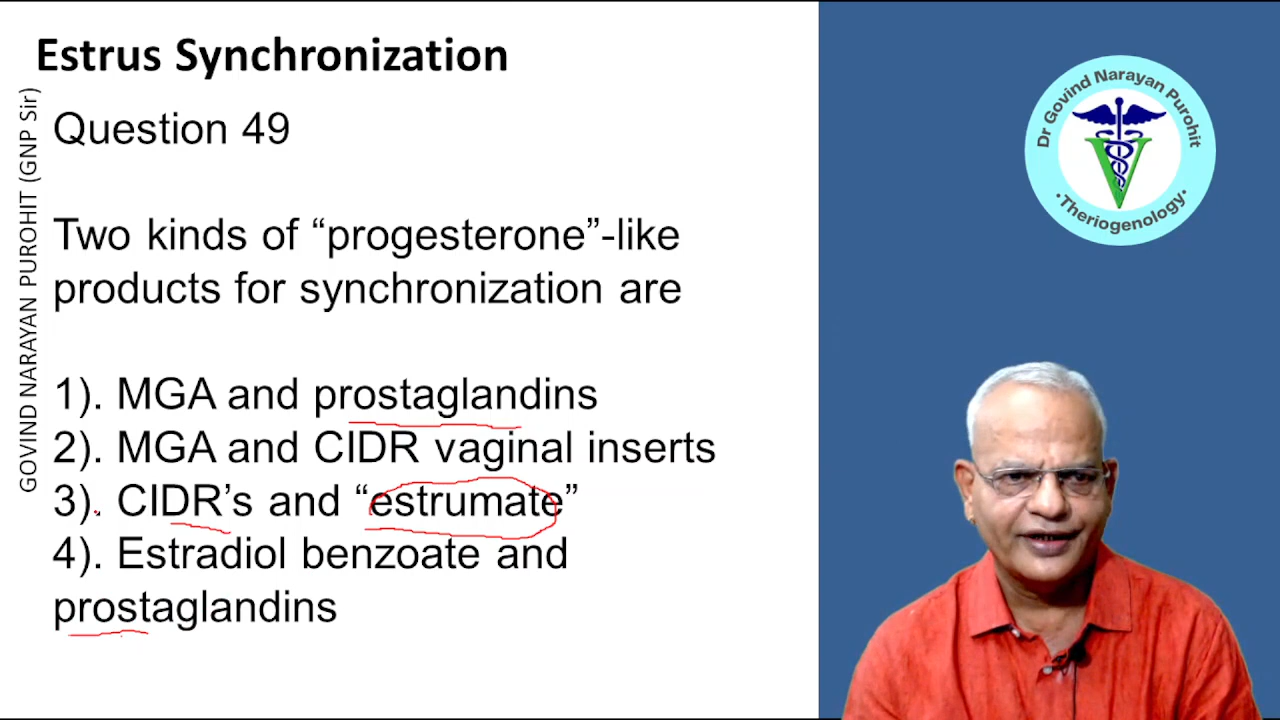 Estrus Synchronization
GOVIND NARAYAN PUROHIT (GNP Sir)
Question 49
Two kinds of “progesterone”-like
products for synchronization are
1). MGA and prostaglandins
2). MGA and CIDR vaginal inserts
3). CIDR’s and “estrumate”
4). Estradiol benzoate and
prostaglandins
Dr Govind Narayan Purohit
V
•Theriogenology•